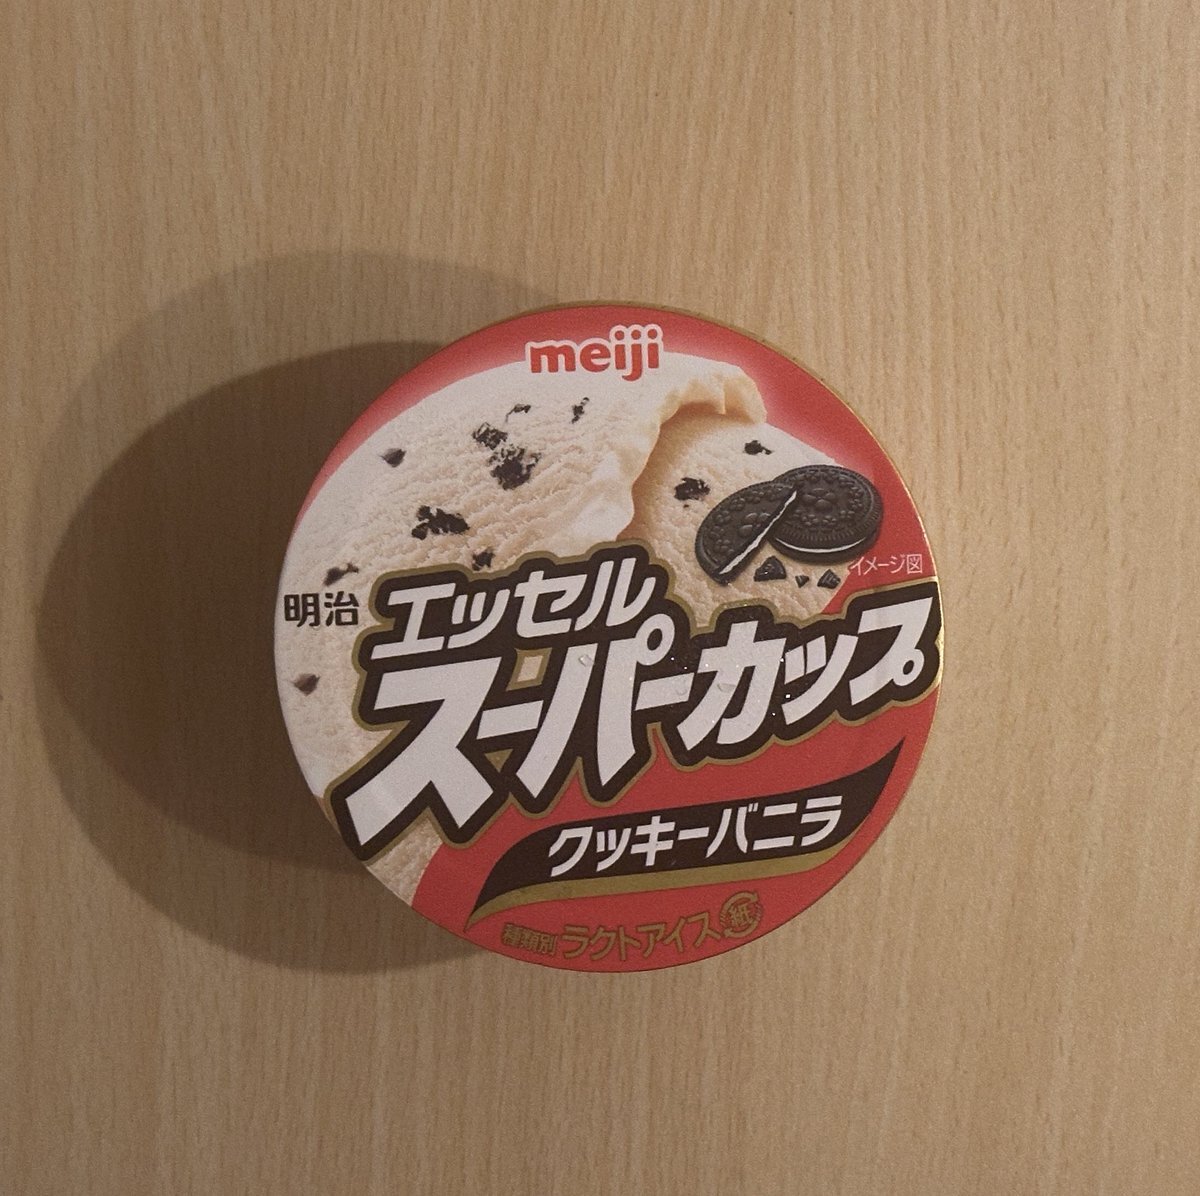 meiji
イメージ図
明治 エッセル
スーパーカップ
クッキーバニラ
種類別 ラクトアイス 紙